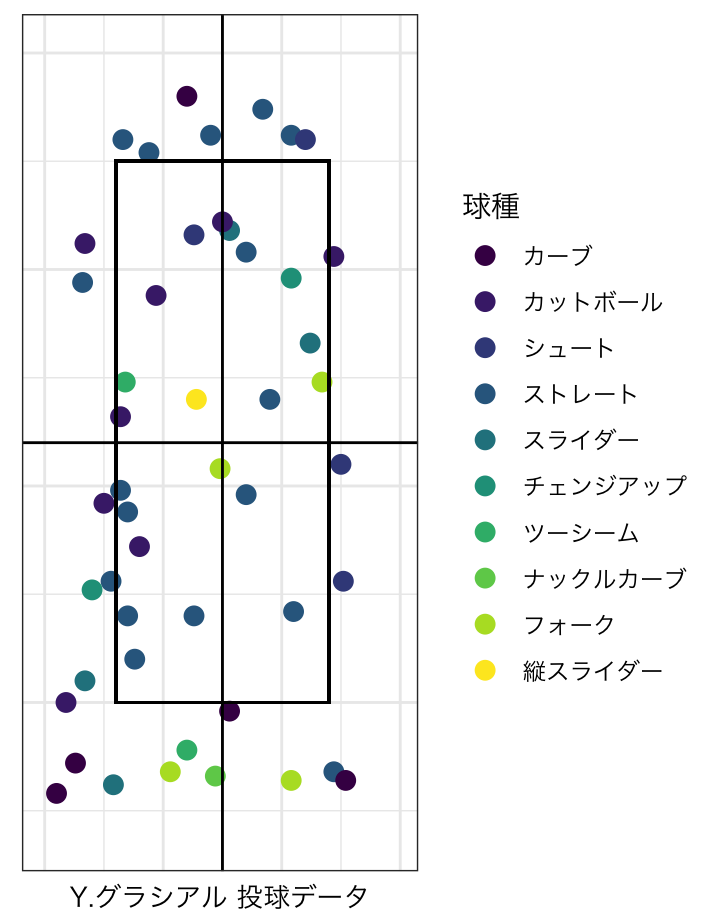 球種
カーブ
カットボール
シュート
ストレート
スライダー
チェンジアップ
ツーシーム
ナックルカーブ
フォーク
縦スライダー
Y.グラシアル 投球データ